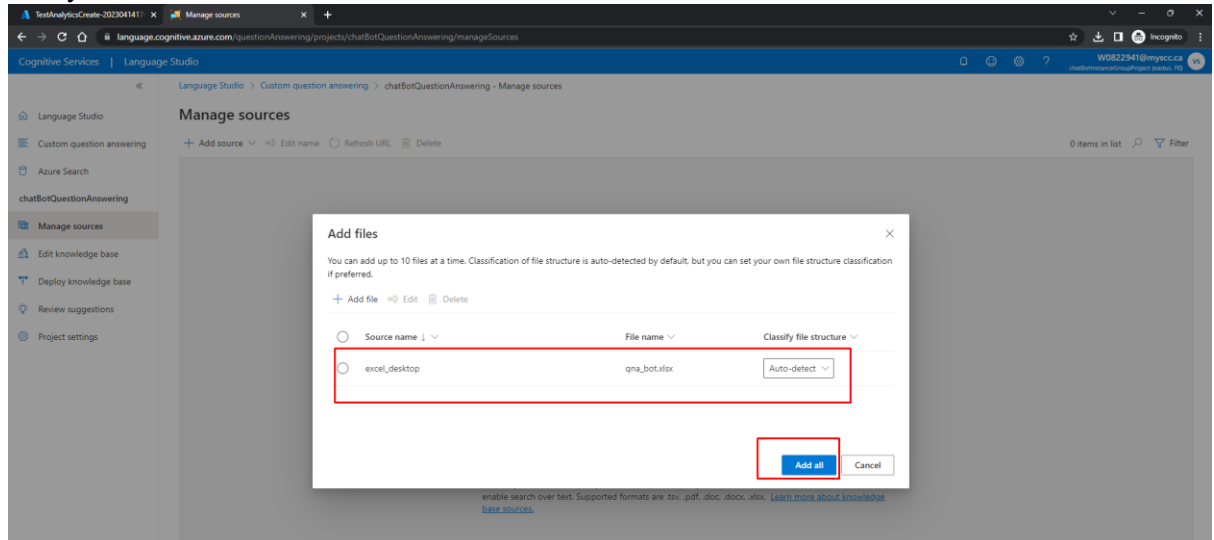 TextAnalyticsCreate-2023041417
Manage sources
language.cognitive.azure.com/questionAnswering/projects/chatBotQuestionAnswering/manageSources
Incognito
Cognitive Services | Language Studio
W0822941@myscc.ca
chatBotInstanceGroupProject (eastus, F0)
VS
Language Studio > Custom question answering > chatBotQuestionAnswering - Manage sources
Language Studio
Custom question answering
Azure Search
chatBotQuestionAnswering
Manage sources
Edit knowledge base
Deploy knowledge base
Review suggestions
Project settings
Manage sources
Add source
Edit name
Refresh URL
Delete
0 items in list
Filter
Add files
You can add up to 10 files at a time. Classification of file structure is auto-detected by default, but you can set your own file structure classification
if preferred.
Add file
Edit
Delete
Source name
File name
Classify file structure
excel_desktop
qna_bot.xlsx
Auto-detect
Add all
Cancel
enable search over text. Supported formats are .tsv, .pdf, .doc, .docx, .xlsx. Learn more about knowledge
base sources.